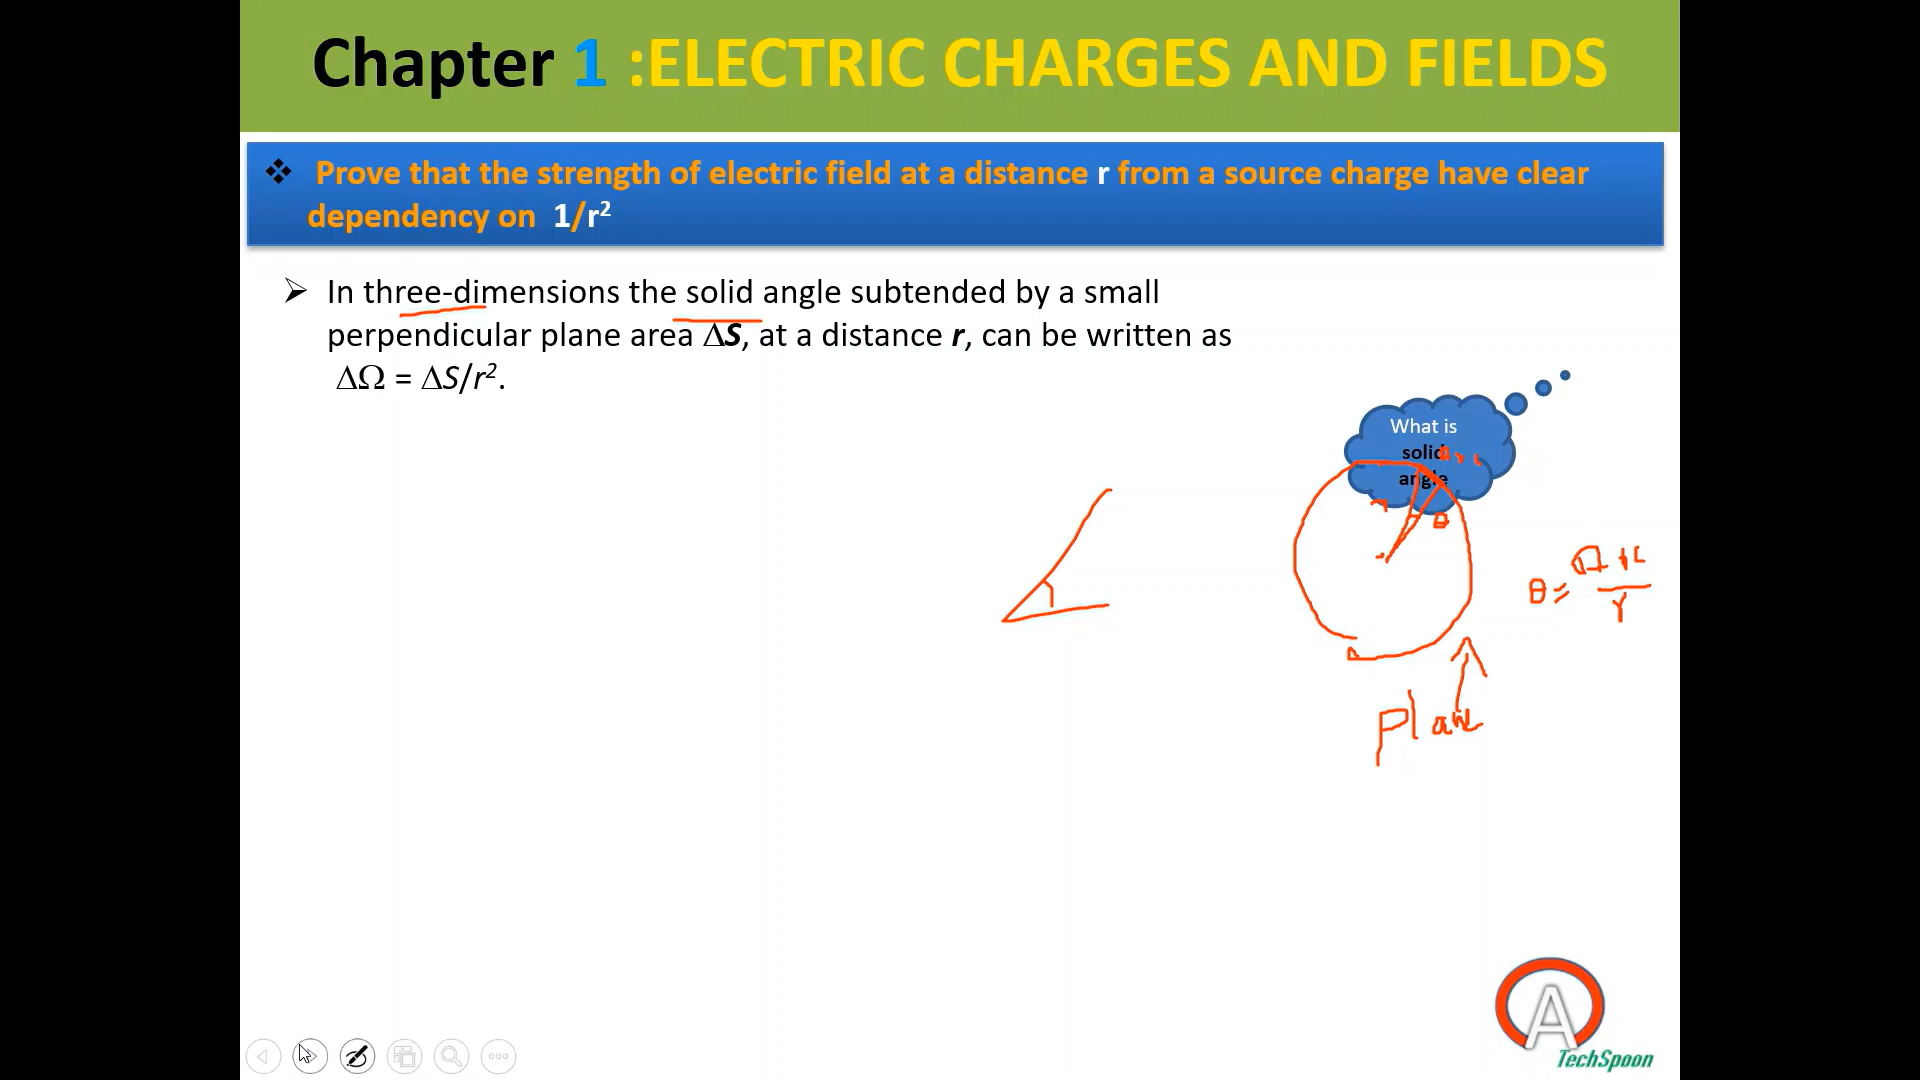 Chapter 1 :ELECTRIC CHARGES AND FIELDS
❖ Prove that the strength of electric field at a distance r from a source charge have clear
dependency on 1/r²
➢ In three-dimensions the solid angle subtended by a small
perpendicular plane area ΔS, at a distance r, can be written as
ΔΩ = ΔS/r².
What is
solid
angle
r
θ
θ =
r
Plane
A
TechSpoon